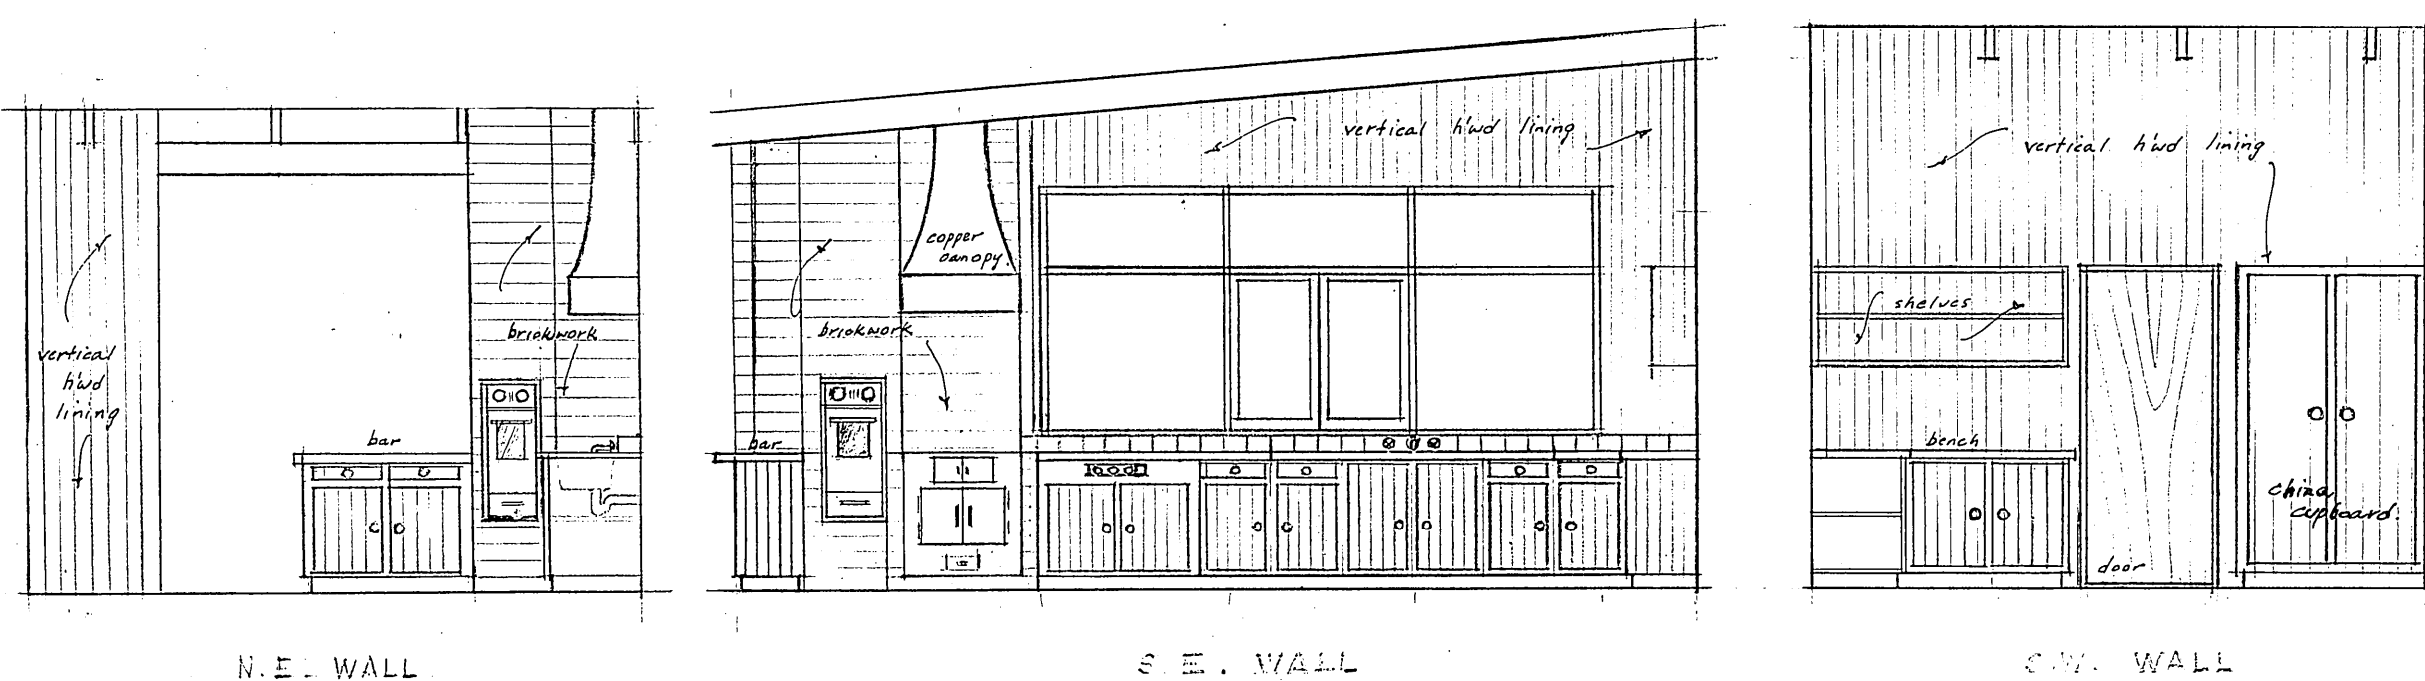 vertical
h'wd
lining
bar
brickwork
N.E. WALL
vertical h'wd lining
copper
canopy.
brickwork
bar
S.E. WALL
vertical h'wd lining
shelves
bench
china
cupboard.
door
S.W. WALL